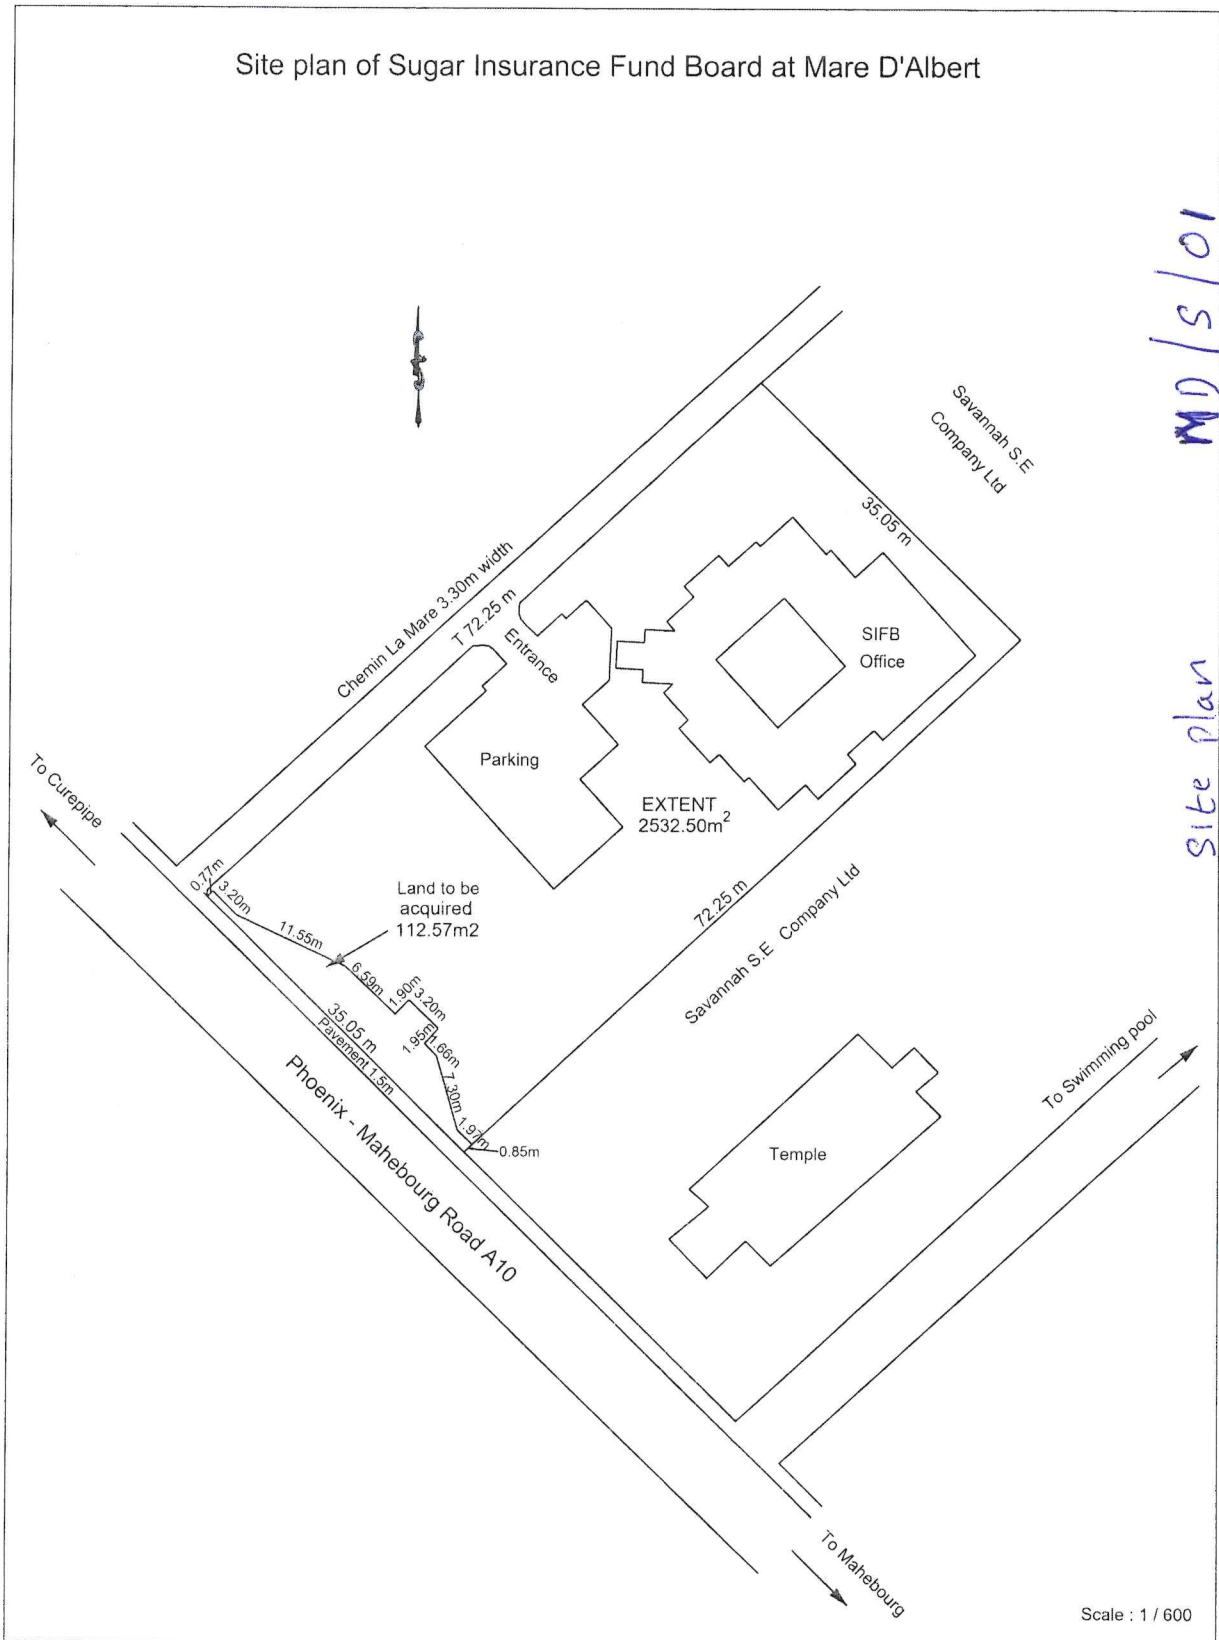 Site plan of Sugar Insurance Fund Board at Mare D'Albert
MD/S/01
Site plan
Savannah S.E
Company Ltd
35.05 m
Chemin La Mare 3.30m width
T 72.25 m
Entrance
SIFB
Office
Parking
To Curepipe
EXTENT
2532.50m²
Land to be
acquired
112.57m2
0.77m
3.20m
11.55m
6.59m
1.90m
3.20m
1.95m
1.66m
7.30m
1.97m
0.85m
35.05 m
Pavement 1.5m
72.25 m
Savannah S.E Company Ltd
Phoenix - Mahebourg Road A10
Temple
To Swimming pool
To Mahebourg
Scale : 1 / 600